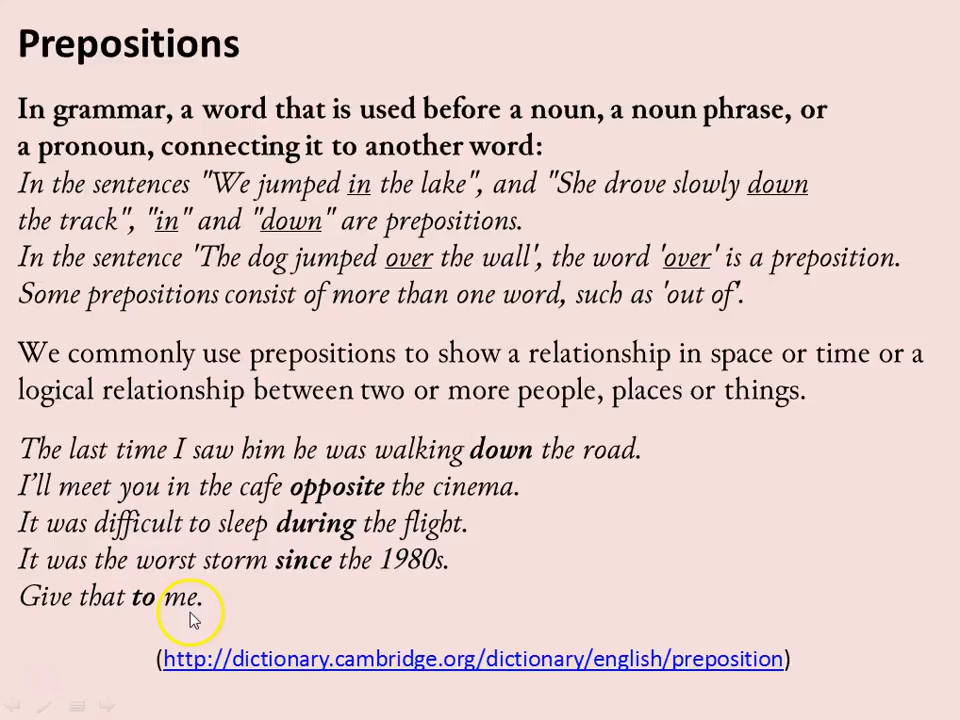 Prepositions
In grammar, a word that is used before a noun, a noun phrase, or
a pronoun, connecting it to another word:
In the sentences "We jumped in the lake", and "She drove slowly down
the track", "in" and "down" are prepositions.
In the sentence 'The dog jumped over the wall', the word 'over' is a preposition.
Some prepositions consist of more than one word, such as 'out of'.
We commonly use prepositions to show a relationship in space or time or a
logical relationship between two or more people, places or things.
The last time I saw him he was walking down the road.
I'll meet you in the cafe opposite the cinema.
It was difficult to sleep during the flight.
It was the worst storm since the 1980s.
Give that to me.
(http://dictionary.cambridge.org/dictionary/english/preposition)